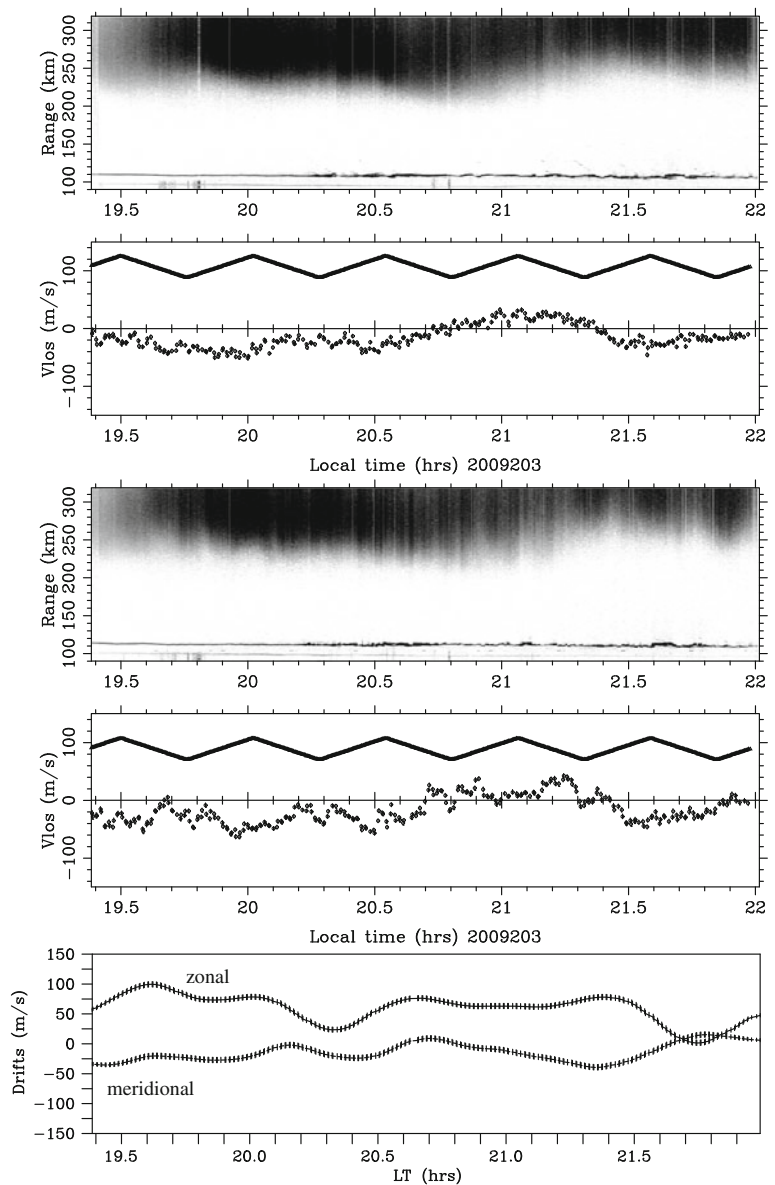 Range (km)
300
250
200
150
100
19.5 20 20.5 21 21.5 22
Vlos (m/s)
100
0
−100
19.5 20 20.5 21 21.5 22
Local time (hrs) 2009203
Range (km)
300
250
200
150
100
19.5 20 20.5 21 21.5 22
Vlos (m/s)
100
0
−100
19.5 20 20.5 21 21.5 22
Local time (hrs) 2009203
Drifts (m/s)
150
100
50
0
−50
−100
−150
zonal
meridional
19.5 20.0 20.5 21.0 21.5
LT (hrs)